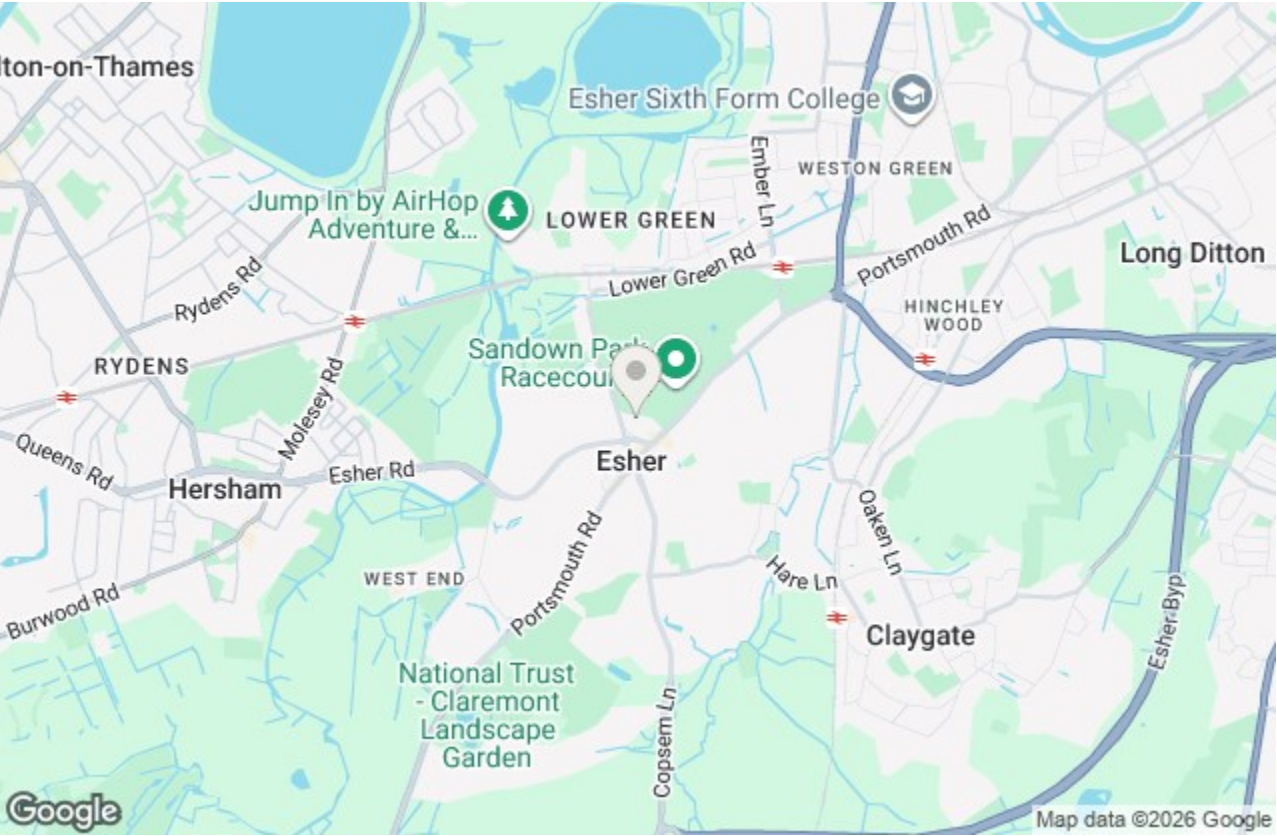 lton-on-Thames
Esher Sixth Form College
Ember Ln
WESTON GREEN
Jump In by AirHop
Adventure &...
LOWER GREEN
Portsmouth Rd
Long Ditton
Rydens Rd
Lower Green Rd
HINCHLEY
WOOD
Sandown Park
Racecour
RYDENS
Molesey Rd
Queens Rd
Esher Rd
Esher
Hersham
Oaken Ln
Portsmouth Rd
WEST END
Hare Ln
Burwood Rd
Claygate
Esher Byp
National Trust
- Claremont
Landscape
Garden
Copsem Ln
Google
Map data ©2026 Google